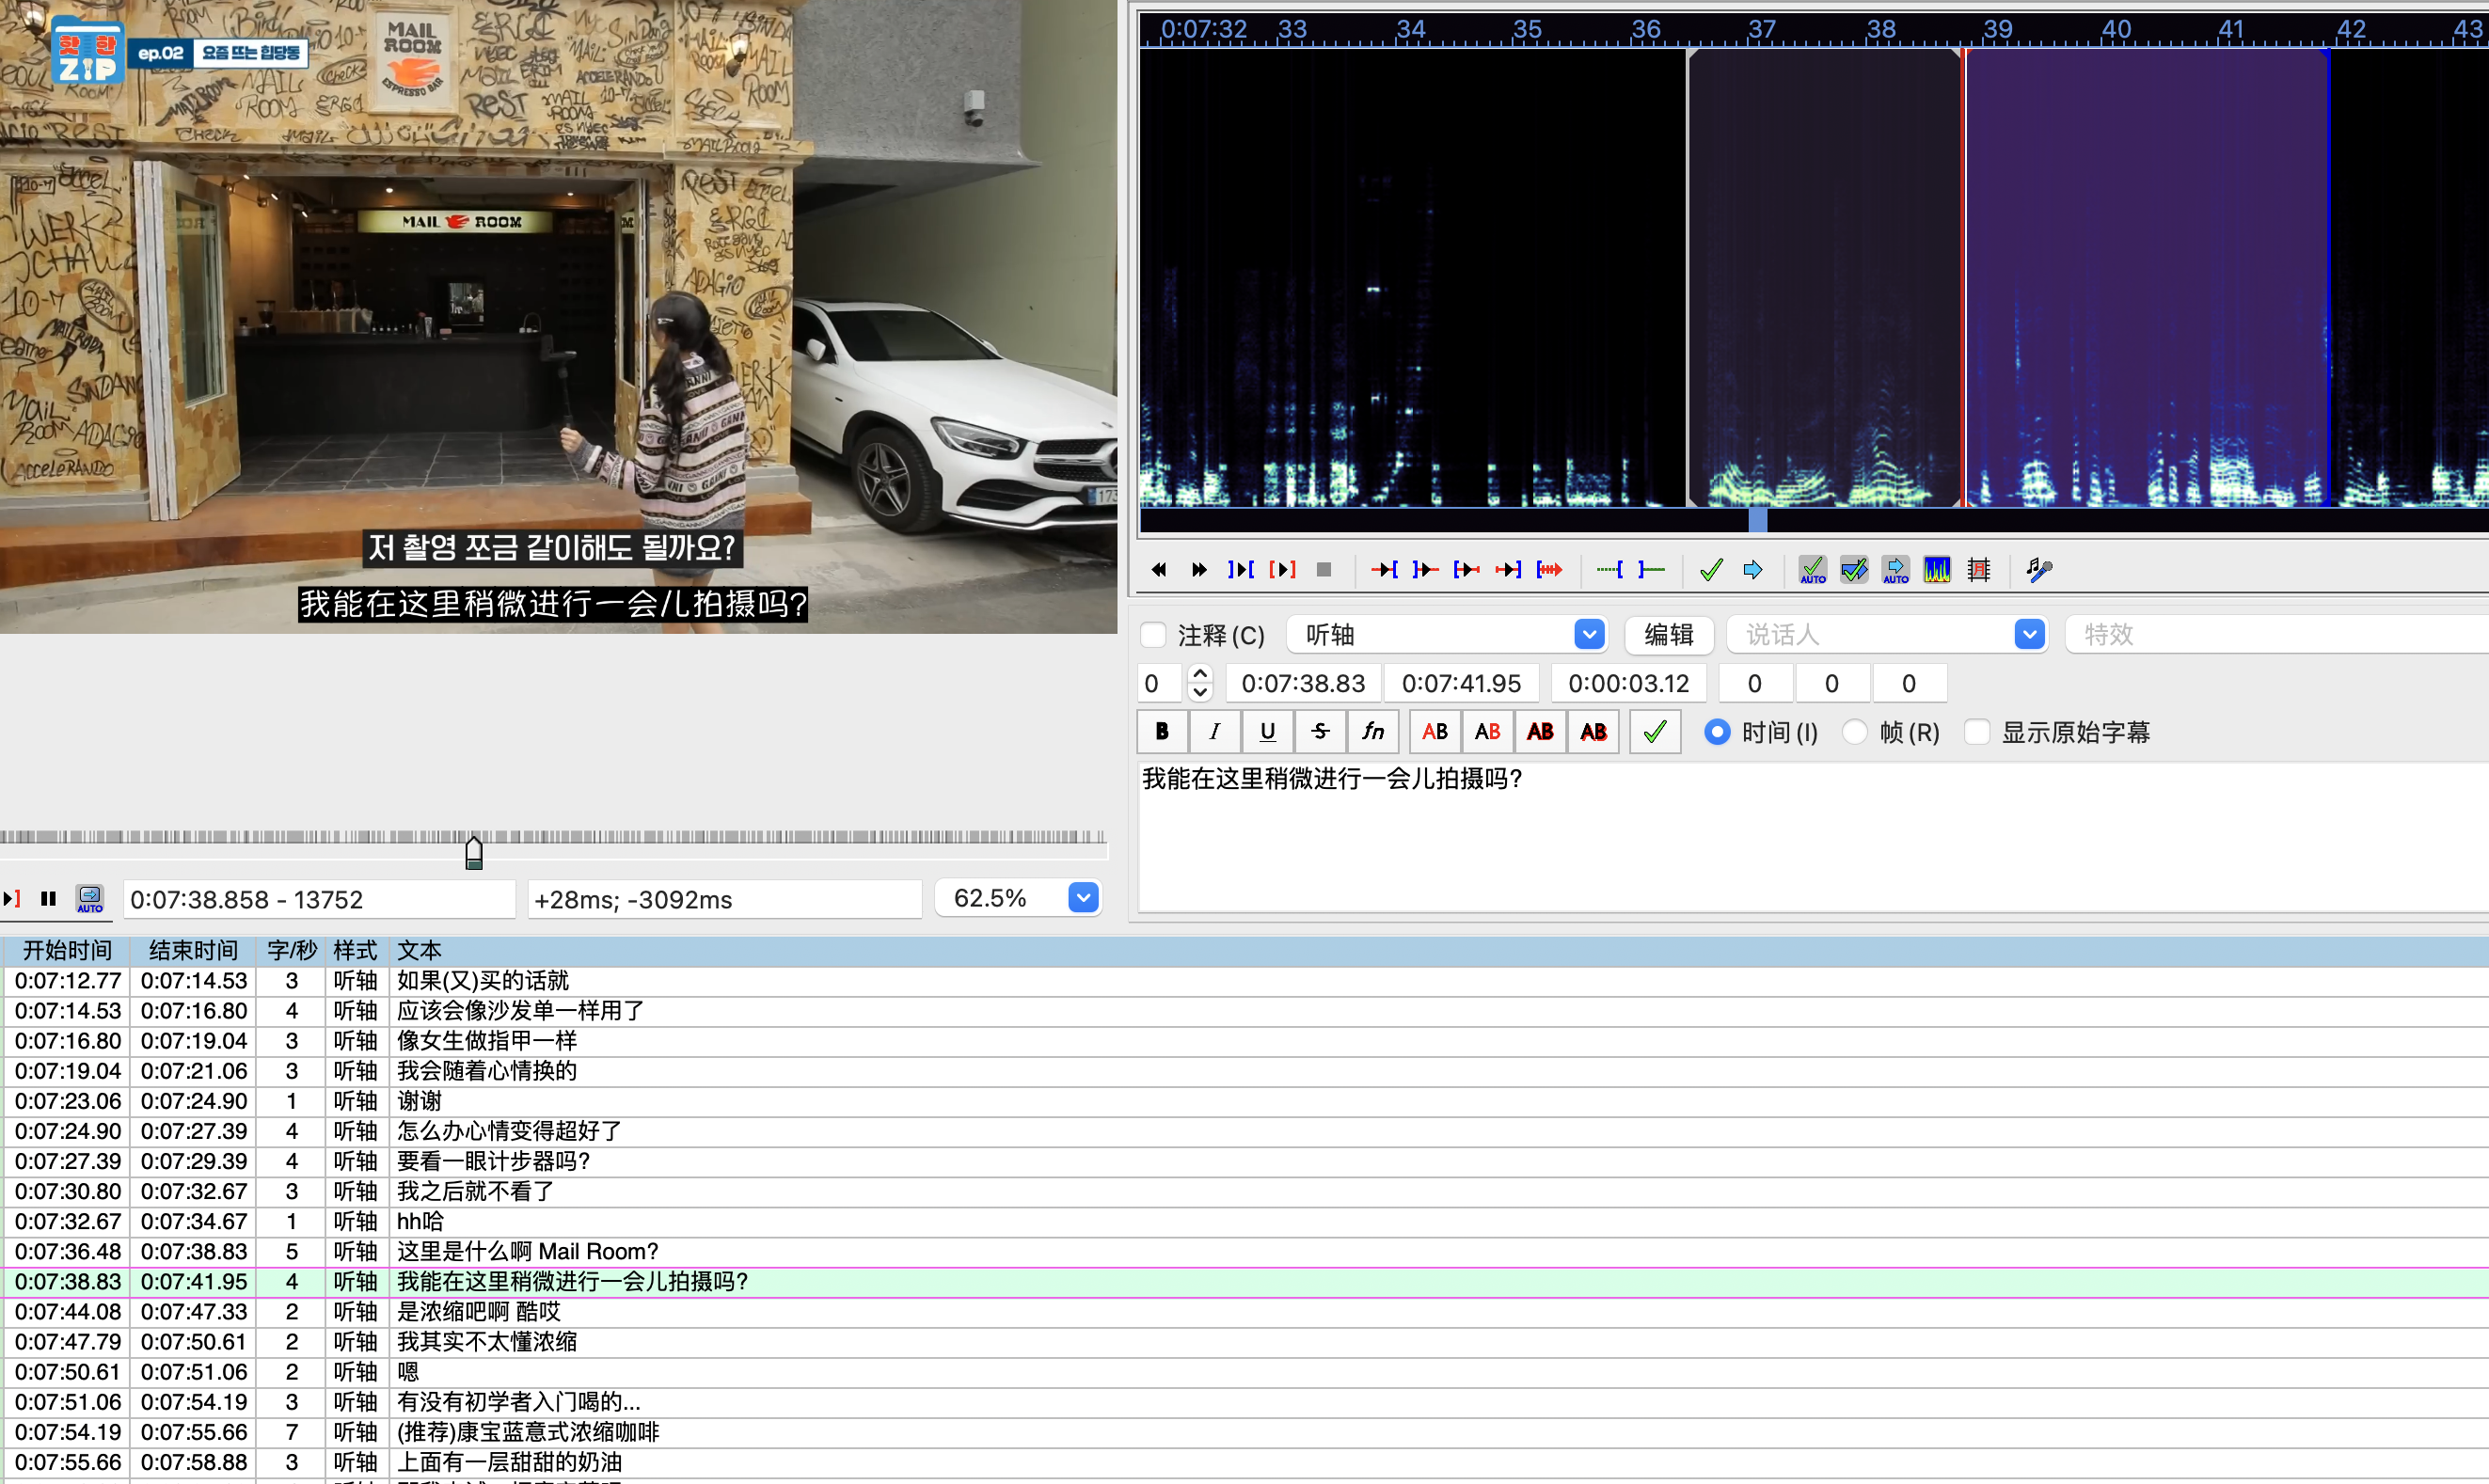 핫 한
ZIP
ep.02 요즘 뜨는 힙당동
MAIL
ROOM
ESPRESSO BAR
MAIL ROOM
저 촬영 쪼금 같이해도 될까요?
我能在这里稍微进行一会儿拍摄吗?
0:07:32 33 34 35 36 37 38 39 40 41 42 43
AUTO AUTO
注释(C) 听轴 编辑 说话人 特效
0 0:07:38.83 0:07:41.95 0:00:03.12 0 0 0
B I U S fn AB AB AB AB 时间(I) 帧(R) 显示原始字幕
我能在这里稍微进行一会儿拍摄吗?
AUTO 0:07:38.858 - 13752 +28ms; -3092ms 62.5%
开始时间 结束时间 字/秒 样式 文本
0:07:12.77 0:07:14.53 3 听轴 如果(又)买的话就
0:07:14.53 0:07:16.80 4 听轴 应该会像沙发单一样用了
0:07:16.80 0:07:19.04 3 听轴 像女生做指甲一样
0:07:19.04 0:07:21.06 3 听轴 我会随着心情换的
0:07:23.06 0:07:24.90 1 听轴 谢谢
0:07:24.90 0:07:27.39 4 听轴 怎么办心情变得超好了
0:07:27.39 0:07:29.39 4 听轴 要看一眼计步器吗?
0:07:30.80 0:07:32.67 3 听轴 我之后就不看了
0:07:32.67 0:07:34.67 1 听轴 hh哈
0:07:36.48 0:07:38.83 5 听轴 这里是什么啊 Mail Room?
0:07:38.83 0:07:41.95 4 听轴 我能在这里稍微进行一会儿拍摄吗?
0:07:44.08 0:07:47.33 2 听轴 是浓缩吧啊 酷哎
0:07:47.79 0:07:50.61 2 听轴 我其实不太懂浓缩
0:07:50.61 0:07:51.06 2 听轴 嗯
0:07:51.06 0:07:54.19 3 听轴 有没有初学者入门喝的...
0:07:54.19 0:07:55.66 7 听轴 (推荐)康宝蓝意式浓缩咖啡
0:07:55.66 0:07:58.88 3 听轴 上面有一层甜甜的奶油